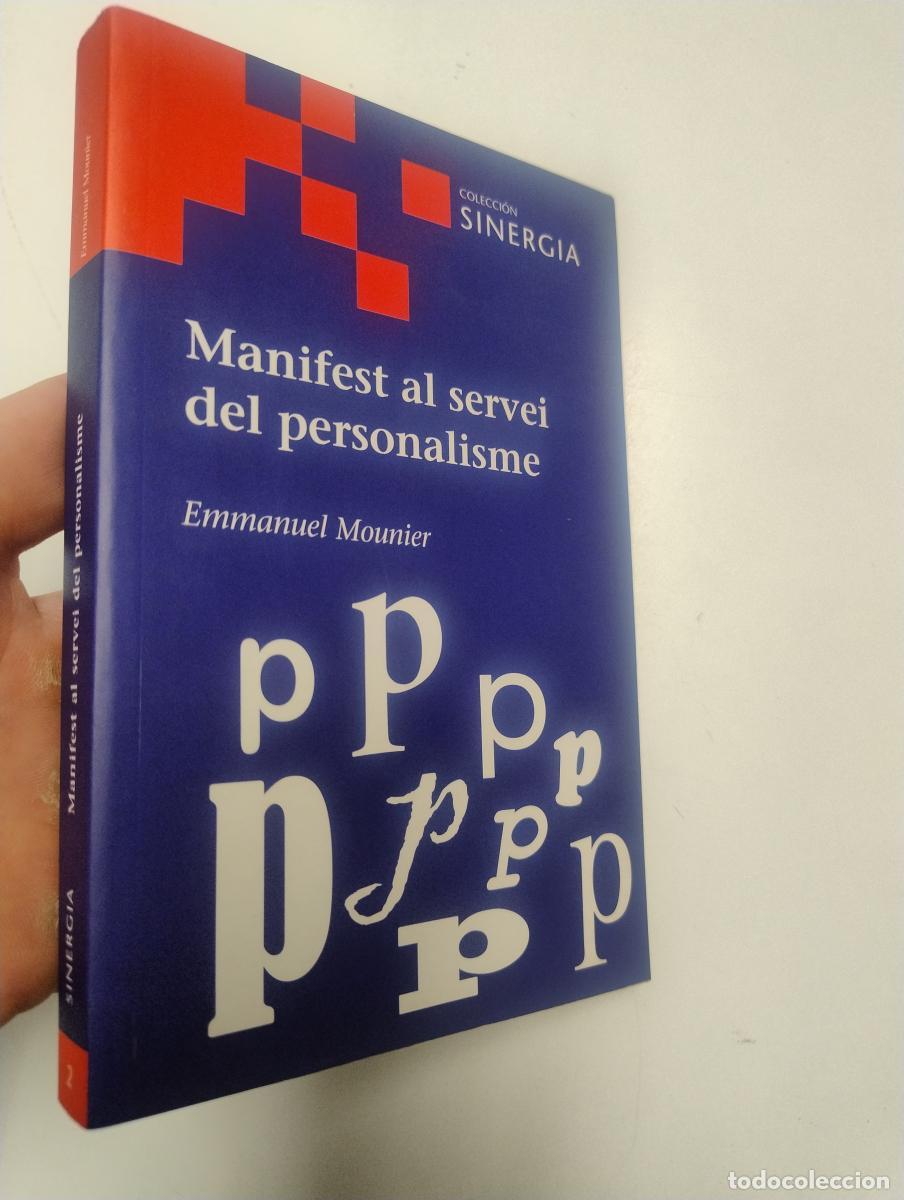 COLECCIÓN
SINERGIA
Manifest al servei
del personalisme
Emmanuel Mounier
p p p p
p p p p
p
Emmanuel Mounier
Manifest al servei del personalisme
SINERGIA
2
todocoleccion